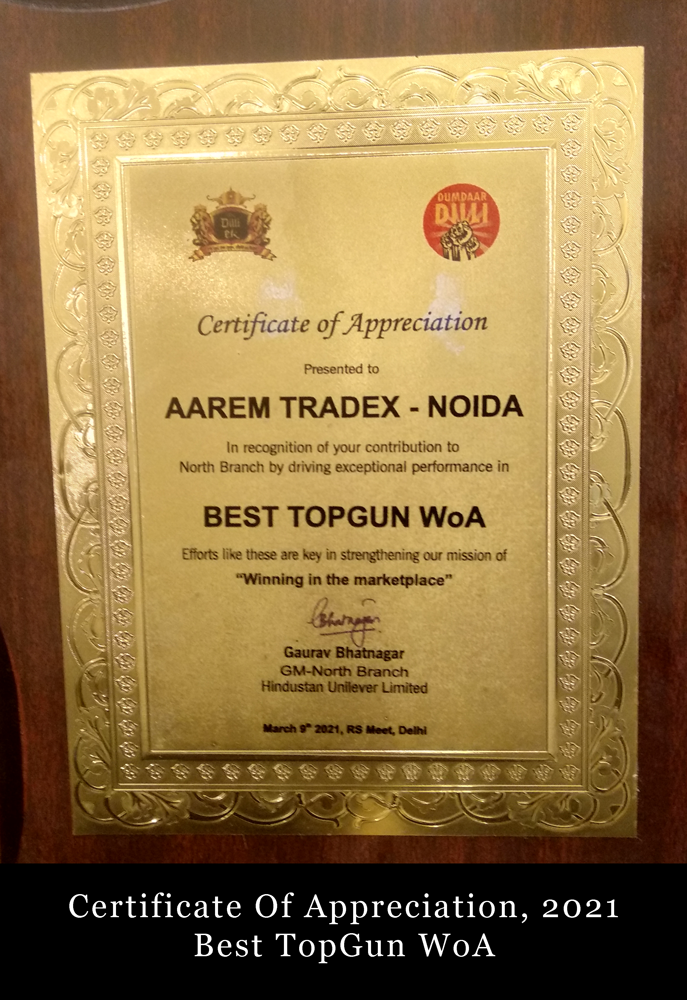 Dilli
DUMDAAR
DILLI
Certificate of Appreciation
Presented to
AAREM TRADEX - NOIDA
In recognition of your contribution to
North Branch by driving exceptional performance in
BEST TOPGUN WoA
Efforts like these are key in strengthening our mission of
“Winning in the marketplace”
Bhatnagar
Gaurav Bhatnagar
GM-North Branch
Hindustan Unilever Limited
March 9th 2021, RS Meet, Delhi
Certificate Of Appreciation, 2021
Best TopGun WoA